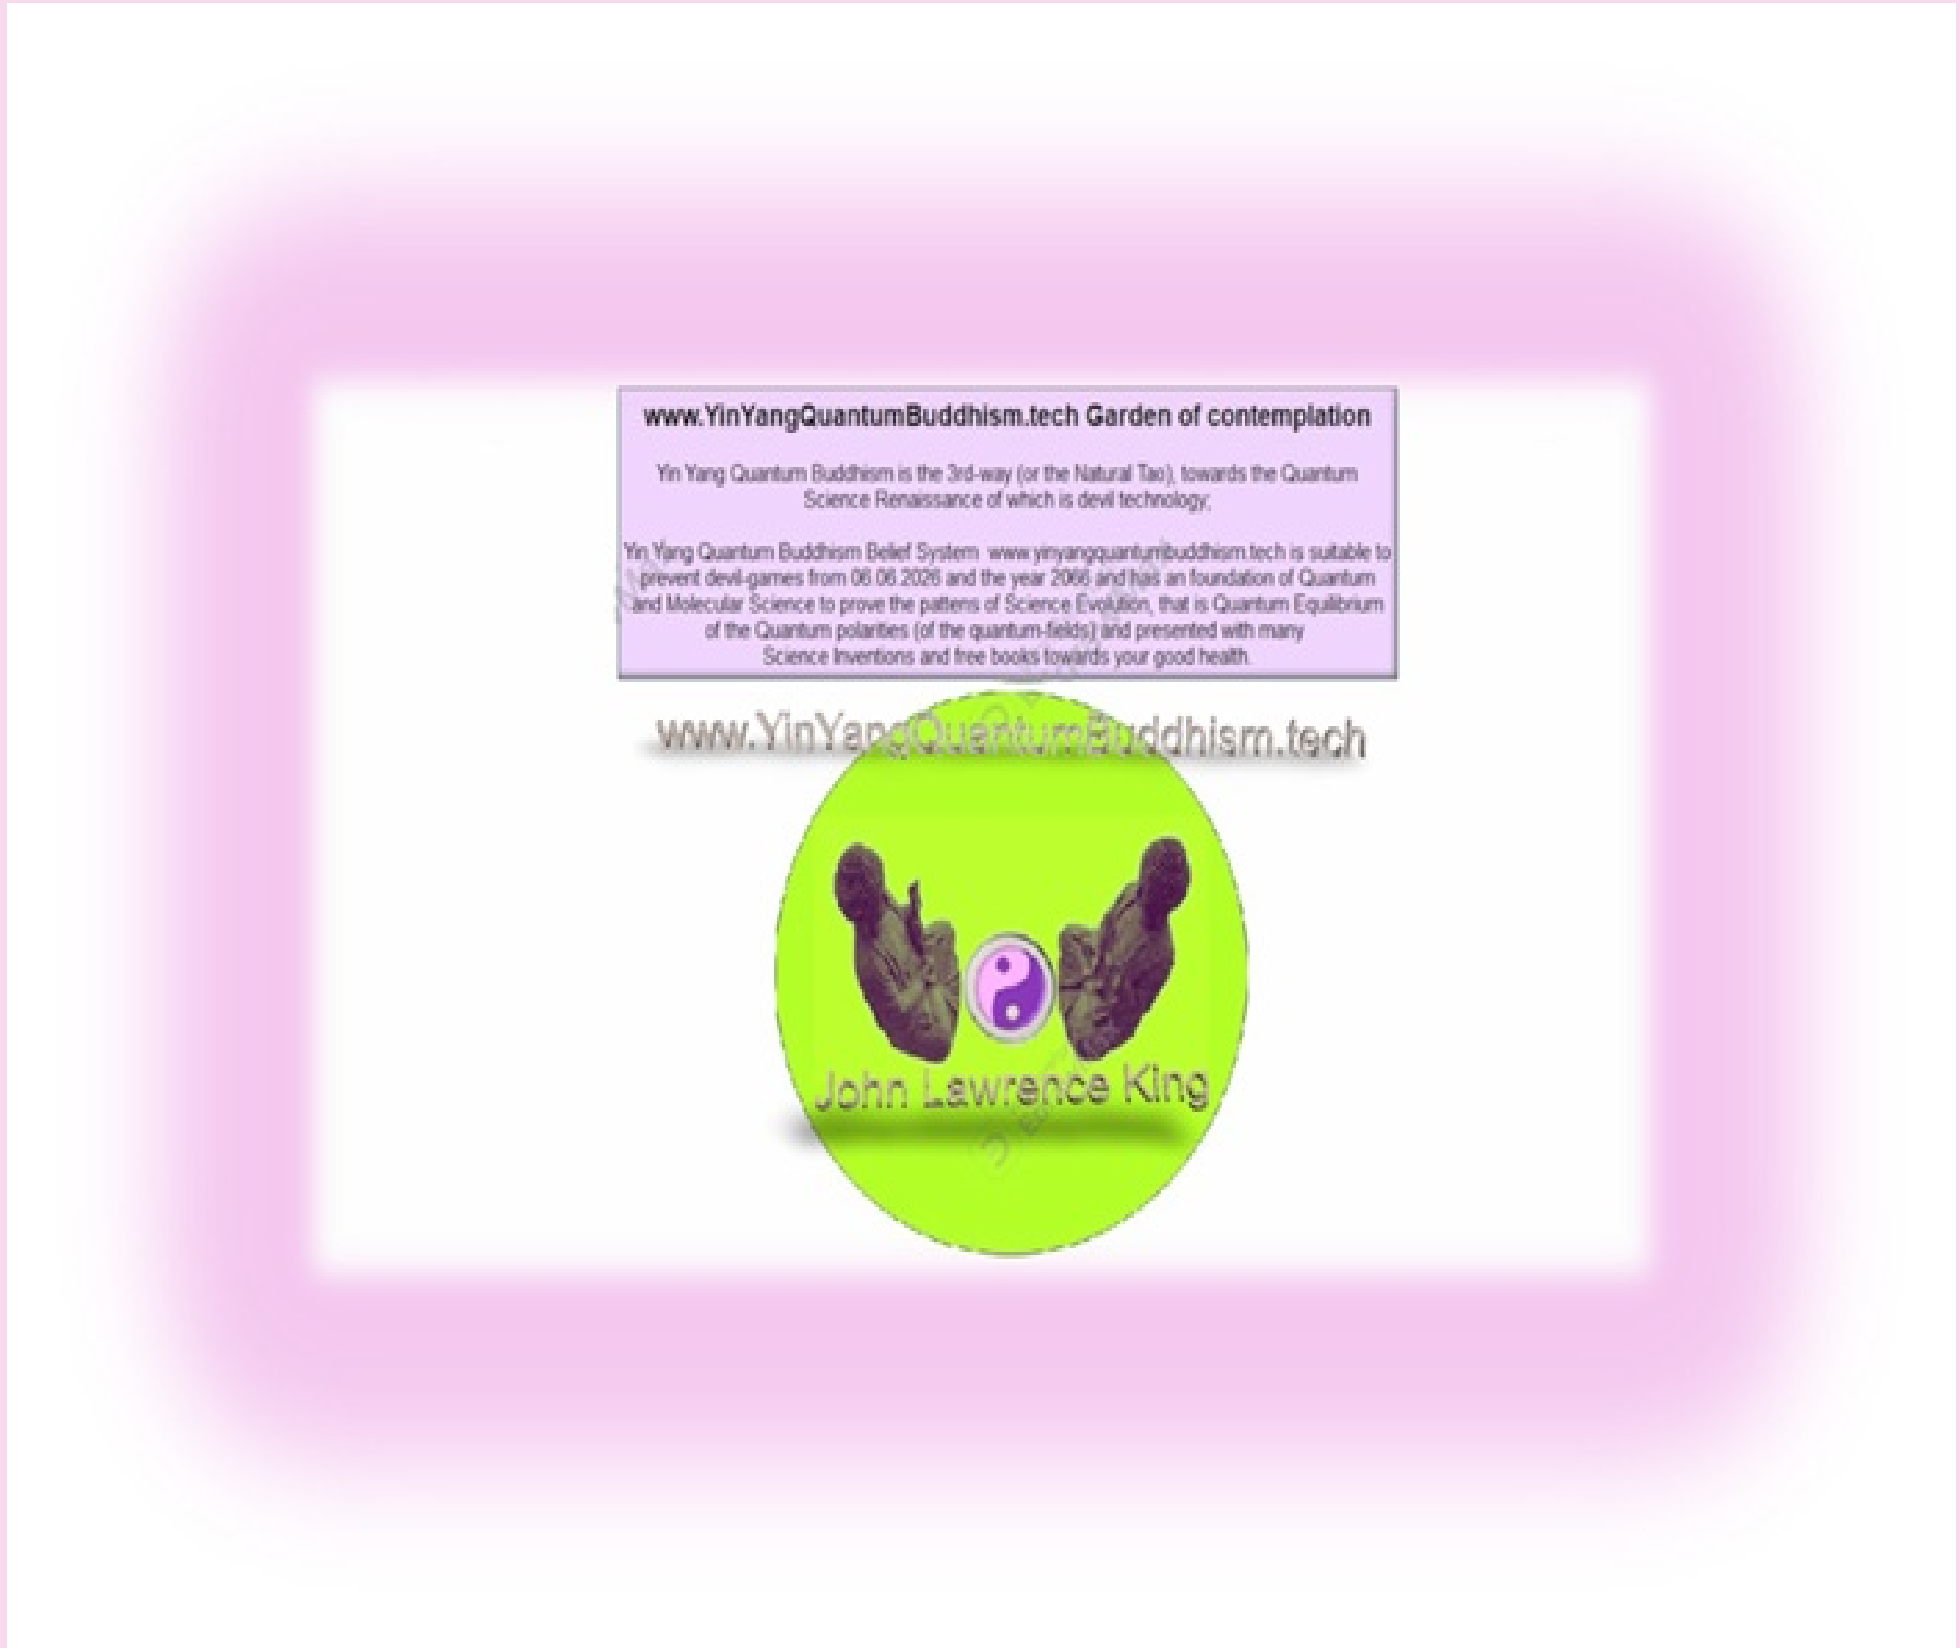 www.YinYangQuantumBuddhism.tech Garden of contemplation
Yin Yang Quantum Buddhism is the 3rd-way (or the Natural Tao), towards the Quantum
Science Renaissance of which is devil technology;
Yin Yang Quantum Buddhism Belief System www.yinyangquantumbuddhism.tech is suitable to
prevent devil-games from 06.06.2026 and the year 2066 and has an foundation of Quantum
and Molecular Science to prove the pattens of Science Evolution, that is Quantum Equilibrium
of the Quantum polarities (of the quantum-fields) and presented with many
Science Inventions and free books towards your good health.
www.YinYangQuantumBuddhism.tech
John Lawrence King